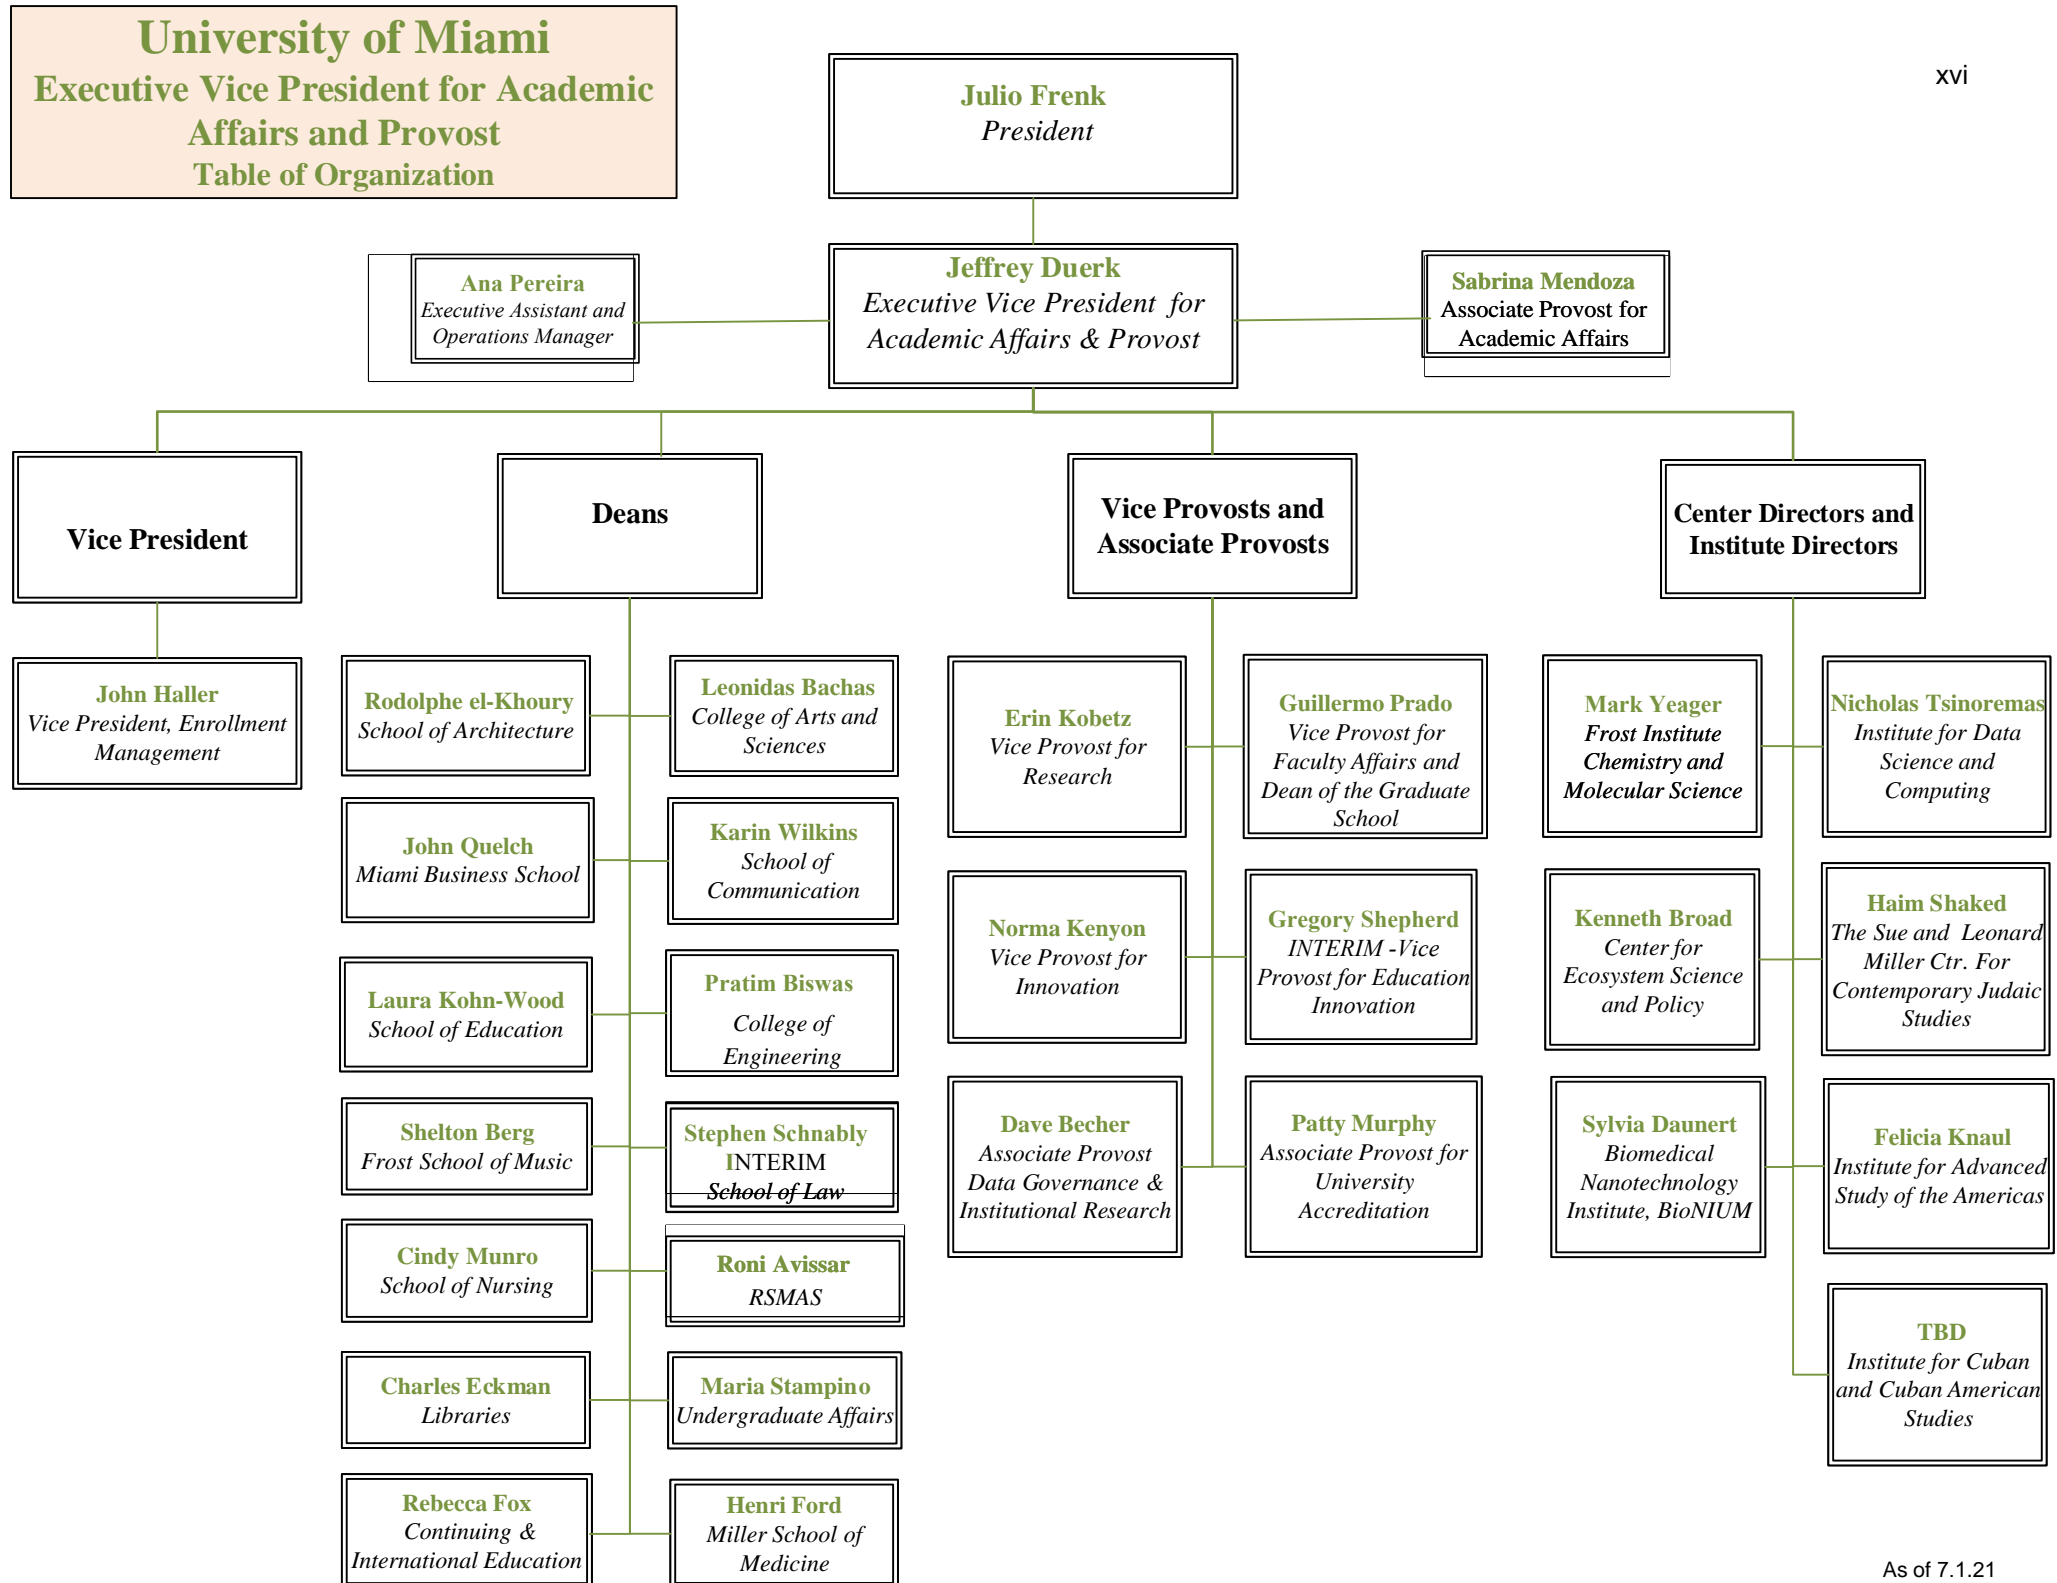 University of Miami
Executive Vice President for Academic
Affairs and Provost
Table of Organization
xvi
Julio Frenk
President
Ana Pereira
Executive Assistant and
Operations Manager
Jeffrey Duerk
Executive Vice President for
Academic Affairs & Provost
Sabrina Mendoza
Associate Provost for
Academic Affairs
Vice President
Deans
Vice Provosts and
Associate Provosts
Center Directors and
Institute Directors
John Haller
Vice President, Enrollment
Management
Rodolphe el-Khoury
School of Architecture
Leonidas Bachas
College of Arts and
Sciences
John Quelch
Miami Business School
Karin Wilkins
School of
Communication
Laura Kohn-Wood
School of Education
Pratim Biswas
College of
Engineering
Shelton Berg
Frost School of Music
Stephen Schnably
INTERIM
School of Law
Cindy Munro
School of Nursing
Roni Avissar
RSMAS
Charles Eckman
Libraries
Maria Stampino
Undergraduate Affairs
Rebecca Fox
Continuing &
International Education
Henri Ford
Miller School of
Medicine
Erin Kobetz
Vice Provost for
Research
Guillermo Prado
Vice Provost for
Faculty Affairs and
Dean of the Graduate
School
Norma Kenyon
Vice Provost for
Innovation
Gregory Shepherd
INTERIM -Vice
Provost for Education
Innovation
Dave Becher
Associate Provost
Data Governance &
Institutional Research
Patty Murphy
Associate Provost for
University
Accreditation
Mark Yeager
Frost Institute
Chemistry and
Molecular Science
Nicholas Tsinoremas
Institute for Data
Science and
Computing
Kenneth Broad
Center for
Ecosystem Science
and Policy
Haim Shaked
The Sue and Leonard
Miller Ctr. For
Contemporary Judaic
Studies
Sylvia Daunert
Biomedical
Nanotechnology
Institute, BioNIUM
Felicia Knaul
Institute for Advanced
Study of the Americas
TBD
Institute for Cuban
and Cuban American
Studies
As of 7.1.21